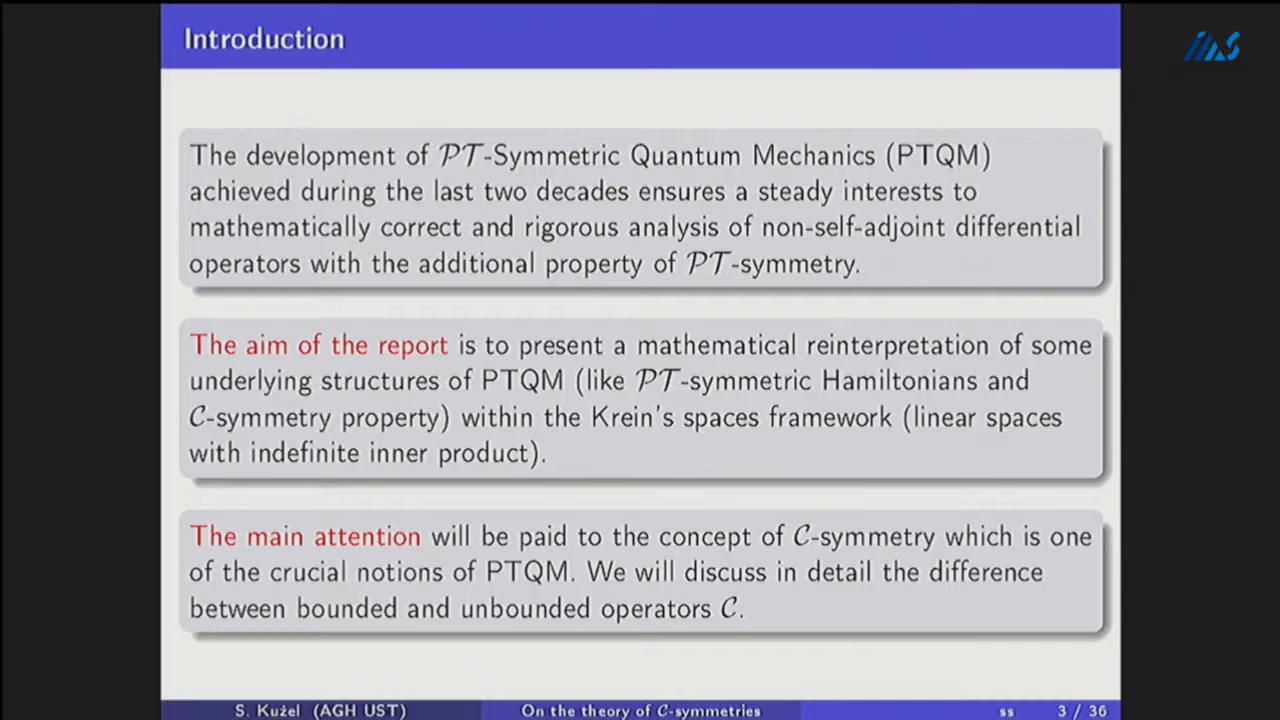 Introduction
The development of 𝒫𝒯-Symmetric Quantum Mechanics (PTQM)
achieved during the last two decades ensures a steady interests to
mathematically correct and rigorous analysis of non-self-adjoint differential
operators with the additional property of 𝒫𝒯-symmetry.
The aim of the report is to present a mathematical reinterpretation of some
underlying structures of PTQM (like 𝒫𝒯-symmetric Hamiltonians and
𝒞-symmetry property) within the Krein's spaces framework (linear spaces
with indefinite inner product).
The main attention will be paid to the concept of 𝒞-symmetry which is one
of the crucial notions of PTQM. We will discuss in detail the difference
between bounded and unbounded operators 𝒞.
S. Kużel (AGH UST) On the theory of 𝒞-symmetries ss 3 / 36